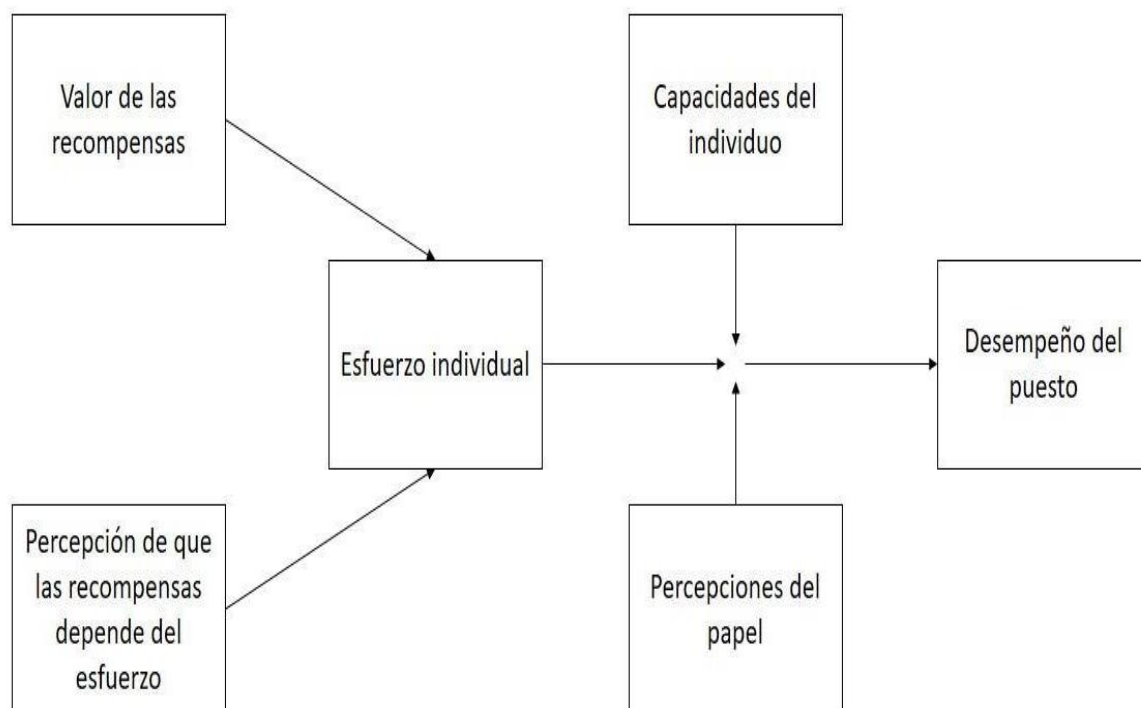 Valor de las
recompensas
Capacidades del
individuo
Esfuerzo individual
Desempeño del
puesto
Percepción de que
las recompensas
depende del
esfuerzo
Percepciones del
papel